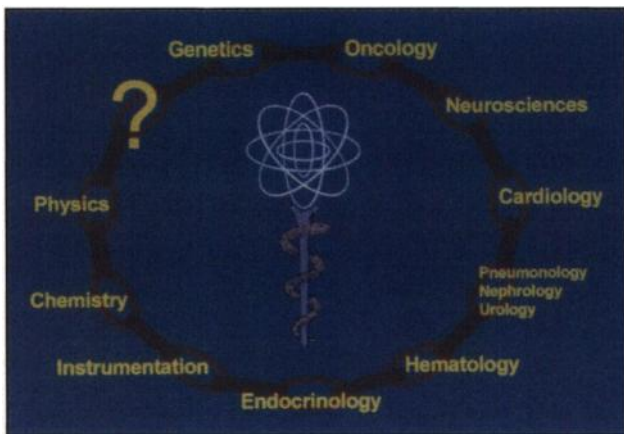 Genetics
Oncology
?
Neurosciences
Physics
Cardiology
Pneumonology
Nephrology
Urology
Chemistry
Instrumentation
Hematology
Endocrinology